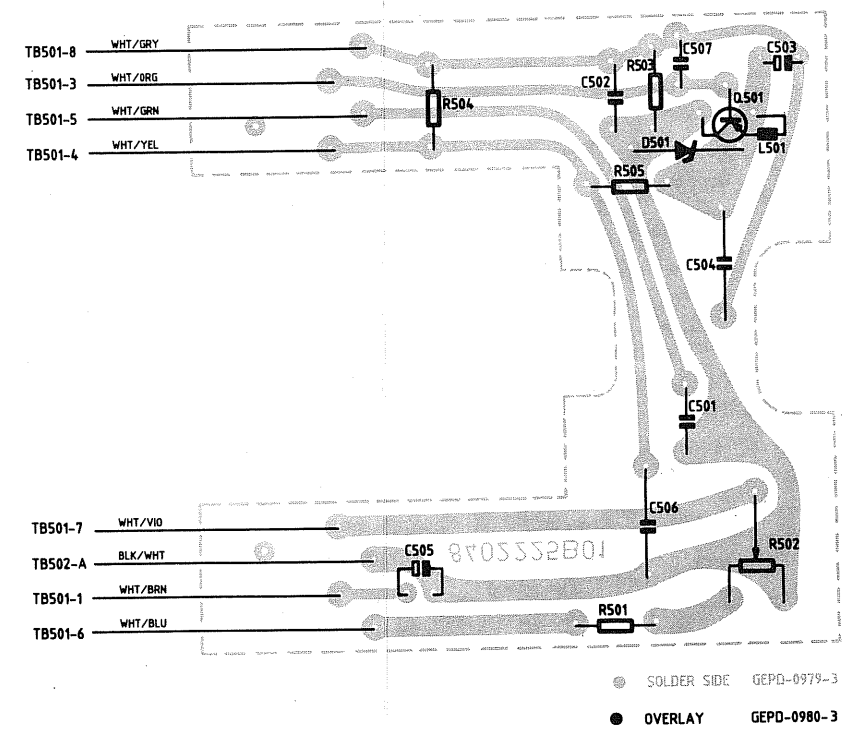 TB501-8 WHT/GRY
TB501-3 WHT/ORG
TB501-5 WHT/GRN
TB501-4 WHT/YEL
R504
C502
R503
C507
C503
Q501
D501
L501
R505
C504
C501
TB501-7 WHT/VIO
TB502-A BLK/WHT
TB501-1 WHT/BRN
TB501-6 WHT/BLU
C505
8402225B01
C506
R502
R501
SOLDER SIDE GEPD-0979-3
OVERLAY GEPD-0980-3